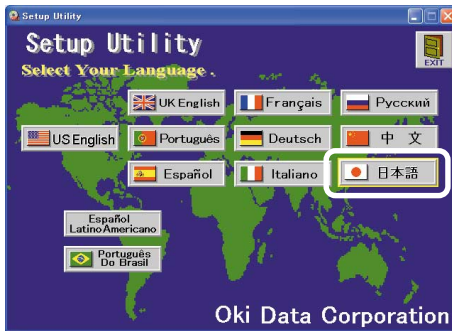 Setup Utility
Setup Utility
EXIT
Select Your Language .
UK English
Français
Русский
US English
Português
Deutsch
中 文
Español
Italiano
日本語
Español
Latino Americano
Português
Do Brasil
Oki Data Corporation